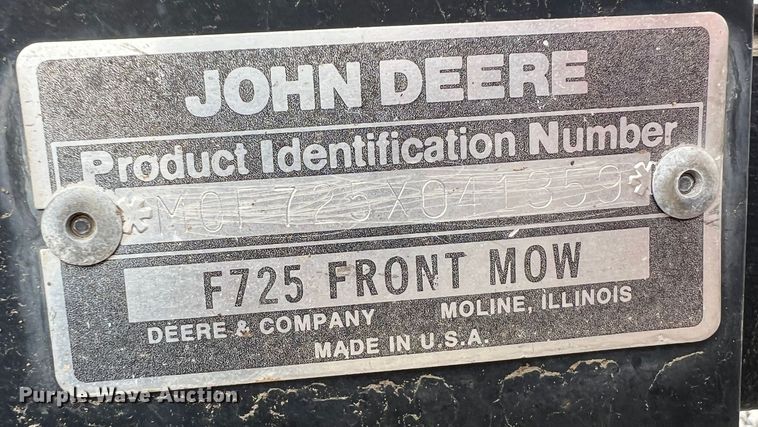 JOHN DEERE
Product Identification Number
*M0F725X041359*
F725 FRONT MOW
DEERE & COMPANY MOLINE, ILLINOIS
MADE IN U.S.A.
Purple Wave Auction